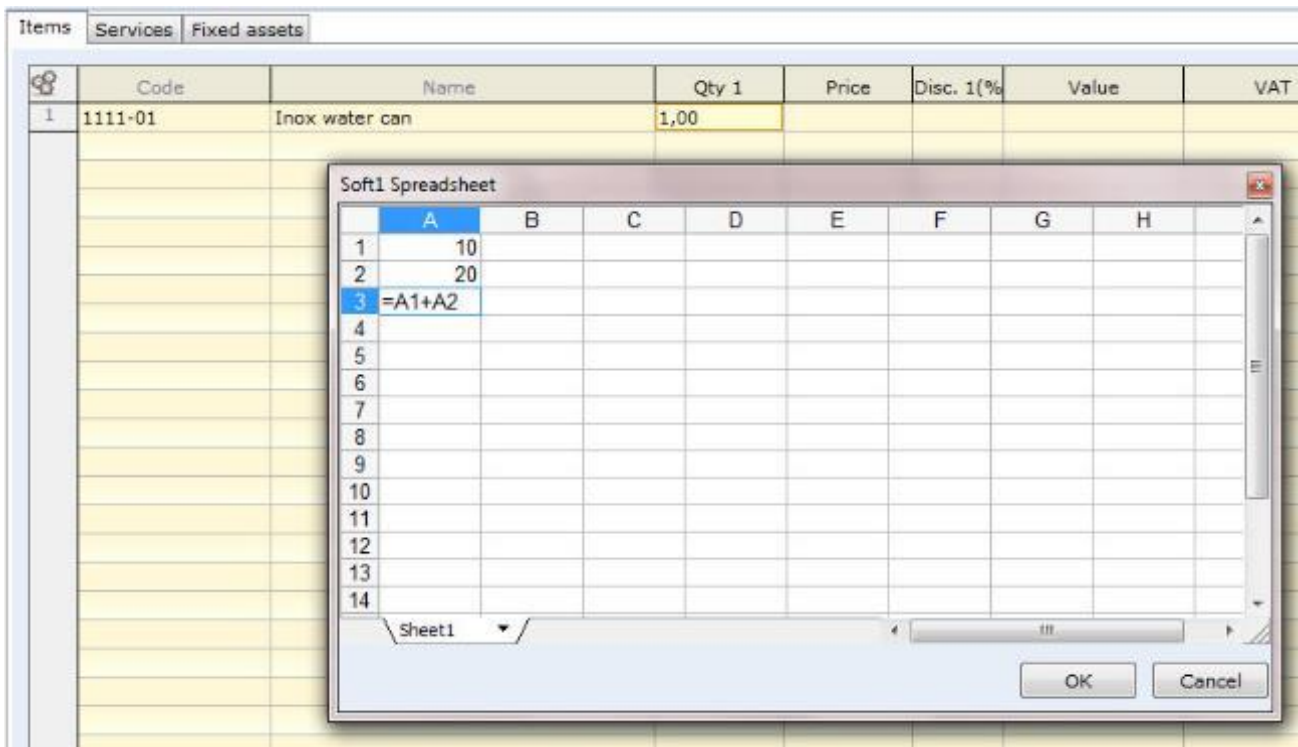 Items Services Fixed assets
Code Name Qty 1 Price Disc. 1(% Value VAT
1 1111-01 Inox water can 1,00
Soft1 Spreadsheet
A B C D E F G H
1 10
2 20
3 =A1+A2
4
5
6
7
8
9
10
11
12
13
14
Sheet1
OK Cancel